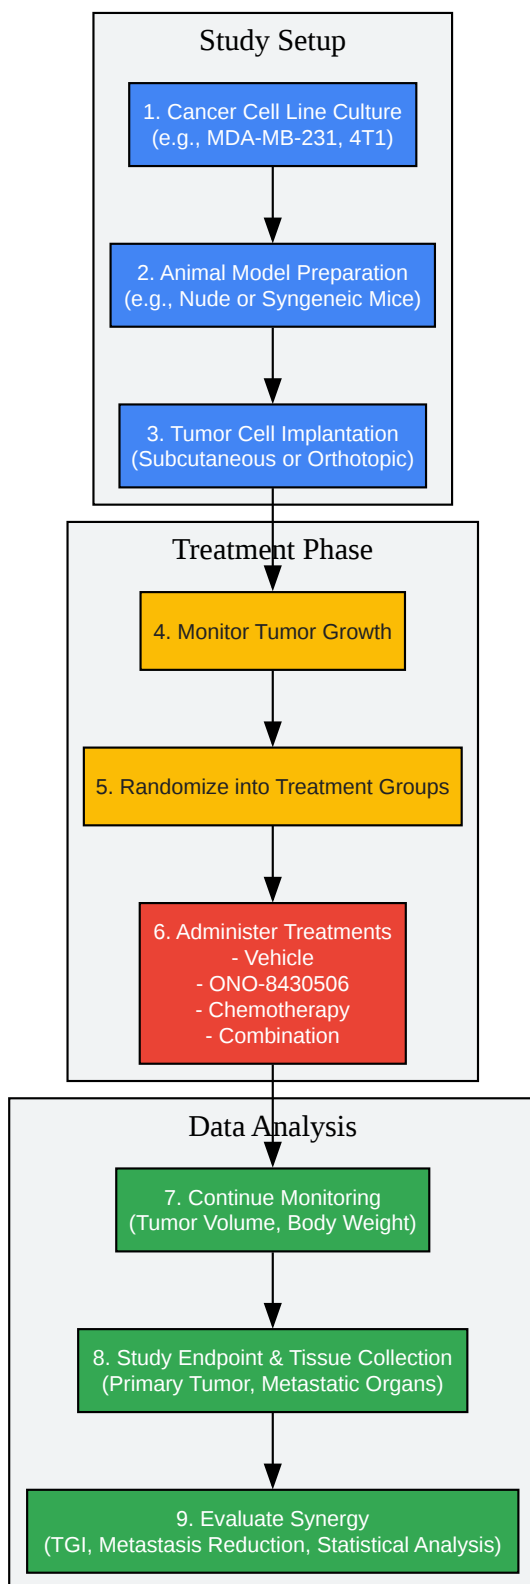 Study Setup
1. Cancer Cell Line Culture
(e.g., MDA-MB-231, 4T1)
2. Animal Model Preparation
(e.g., Nude or Syngeneic Mice)
3. Tumor Cell Implantation
(Subcutaneous or Orthotopic)
Treatment Phase
4. Monitor Tumor Growth
5. Randomize into Treatment Groups
6. Administer Treatments
- Vehicle
- ONO-8430506
- Chemotherapy
- Combination
Data Analysis
7. Continue Monitoring
(Tumor Volume, Body Weight)
8. Study Endpoint & Tissue Collection
(Primary Tumor, Metastatic Organs)
9. Evaluate Synergy
(TGI, Metastasis Reduction, Statistical Analysis)